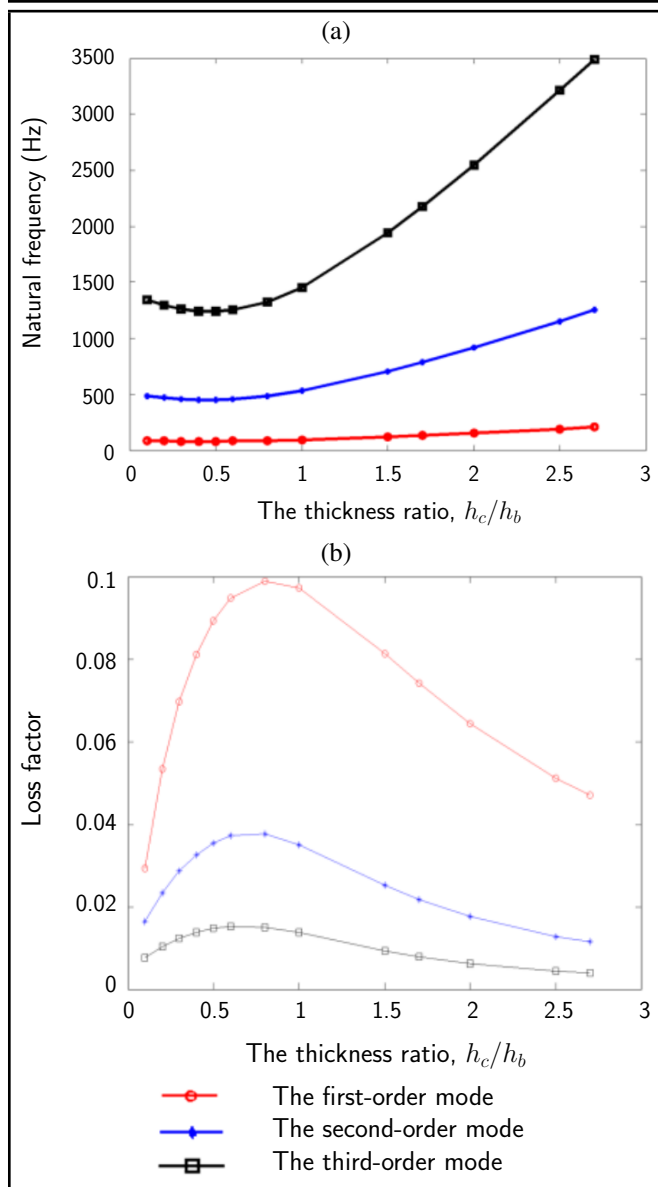 (a)
3500
3000
2500
2000
1500
1000
500
0
Natural frequency (Hz)
0 0.5 1 1.5 2 2.5 3
The thickness ratio, h_c/h_b
(b)
0.1
0.08
0.06
0.04
0.02
0
Loss factor
0 0.5 1 1.5 2 2.5 3
The thickness ratio, h_c/h_b
The first-order mode
The second-order mode
The third-order mode